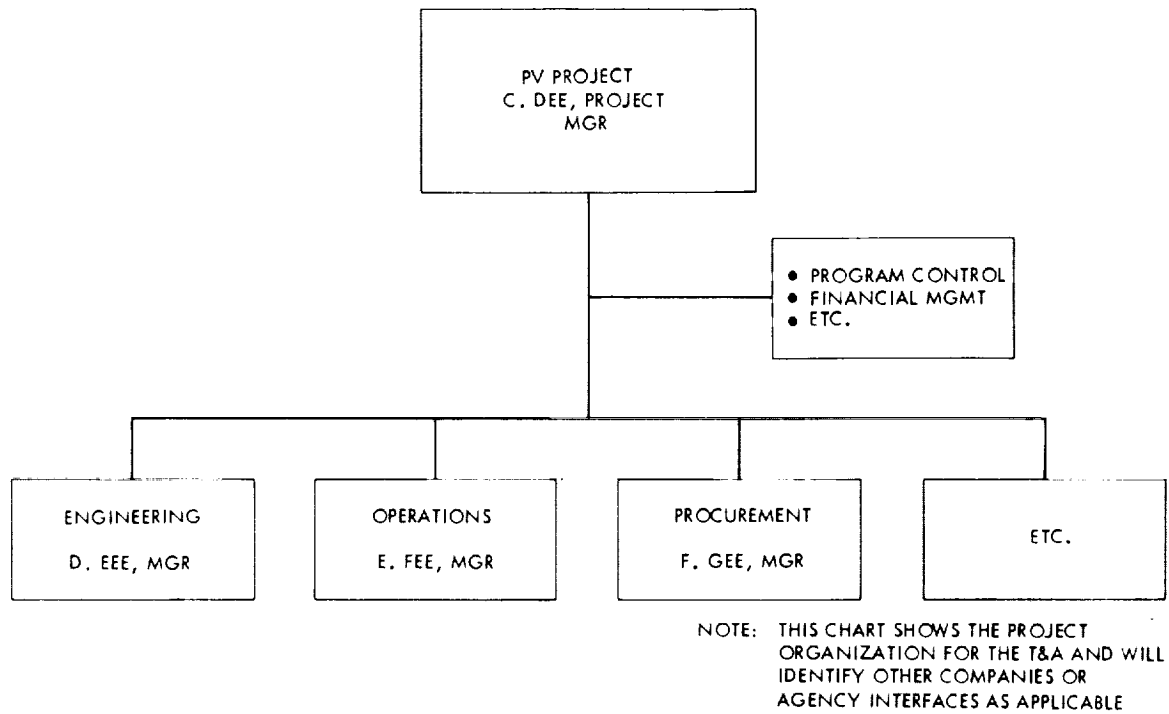 PV PROJECT
C. DEE, PROJECT
MGR
● PROGRAM CONTROL
● FINANCIAL MGMT
● ETC.
ENGINEERING
D. EEE, MGR
OPERATIONS
E. FEE, MGR
PROCUREMENT
F. GEE, MGR
ETC.
NOTE: THIS CHART SHOWS THE PROJECT
ORGANIZATION FOR THE T&A AND WILL
IDENTIFY OTHER COMPANIES OR
AGENCY INTERFACES AS APPLICABLE